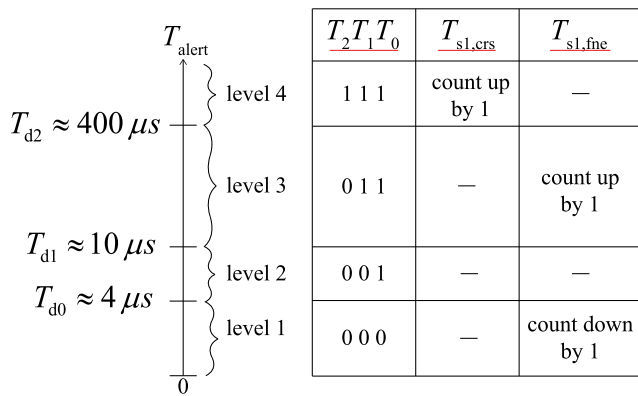 T_alert
T_d2 ≈ 400 μs
T_d1 ≈ 10 μs
T_d0 ≈ 4 μs
0
level 4
level 3
level 2
level 1
T_2T_1T_0 T_s1,crs T_s1,fne
1 1 1 count up by 1 —
0 1 1 — count up by 1
0 0 1 — —
0 0 0 — count down by 1